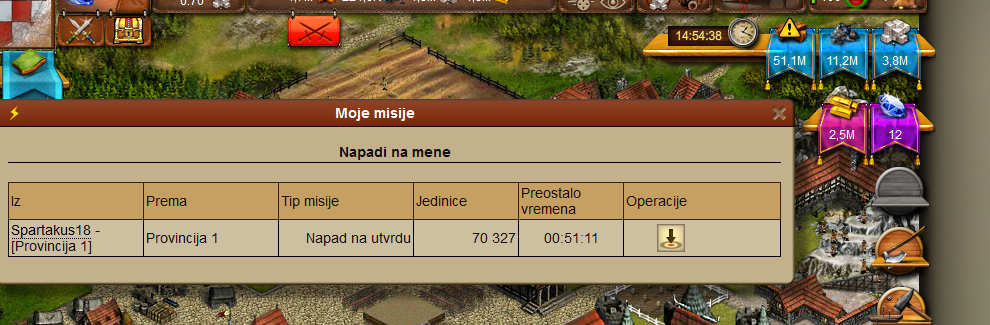 14:54:38
51,1M 11,2M 3,8M
Moje misije
2,5M 12
Napadi na mene
Iz Prema Tip misije Jedinice Preostalo vremena Operacije
Spartakus18 - [Provincija 1] Provincija 1 Napad na utvrdu 70 327 00:51:11